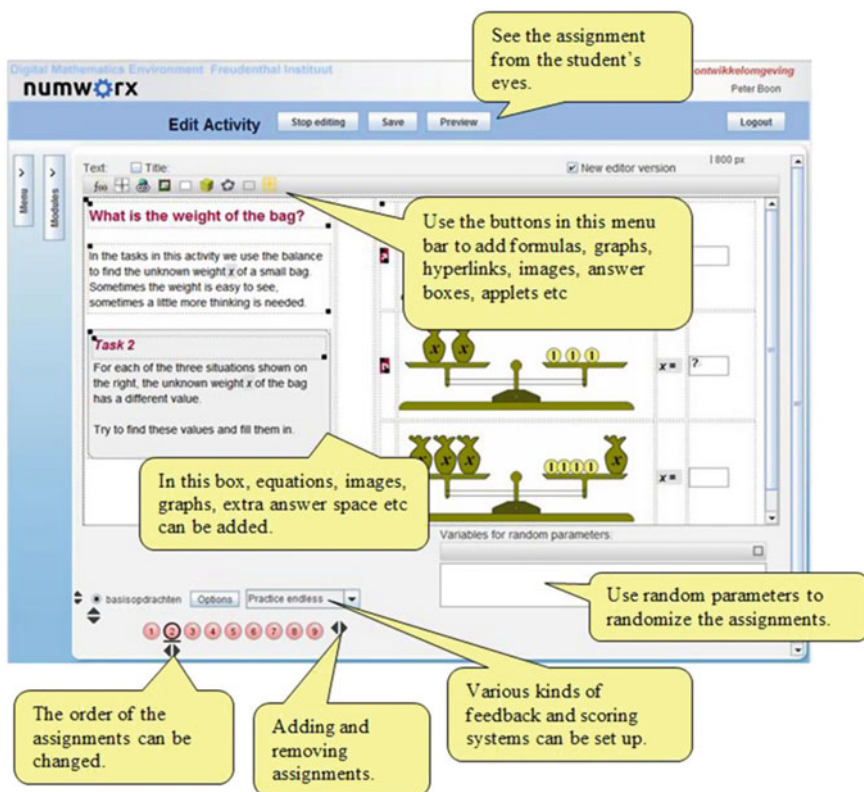 See the assignment
from the student's
eyes.
Digital Mathematics Environment Freudenthal Instituut
ontwikkelomgeving
numworx
Peter Boon
Edit Activity
Stop editing
Save
Preview
Logout
Menu
Modules
Text:
Title:
New editor version
800 px
f(x)
What is the weight of the bag?
In the tasks in this activity we use the balance
to find the unknown weight x of a small bag.
Sometimes the weight is easy to see,
sometimes a little more thinking is needed.
Use the buttons in this menu
bar to add formulas, graphs,
hyperlinks, images, answer
boxes, applets etc
Task 2
For each of the three situations shown on
the right, the unknown weight x of the bag
has a different value.
Try to find these values and fill them in.
x x
1 1 1
x = ?
In this box, equations, images,
graphs, extra answer space etc
can be added.
x x x
1 1 1 1 x
x =
Variables for random parameters:
Use random parameters to
randomize the assignments.
basisopdrachten
Options
Practice endless
1 2 3 4 5 6 7 8 9
The order of the
assignments can be
changed.
Adding and
removing
assignments.
Various kinds of
feedback and scoring
systems can be set up.